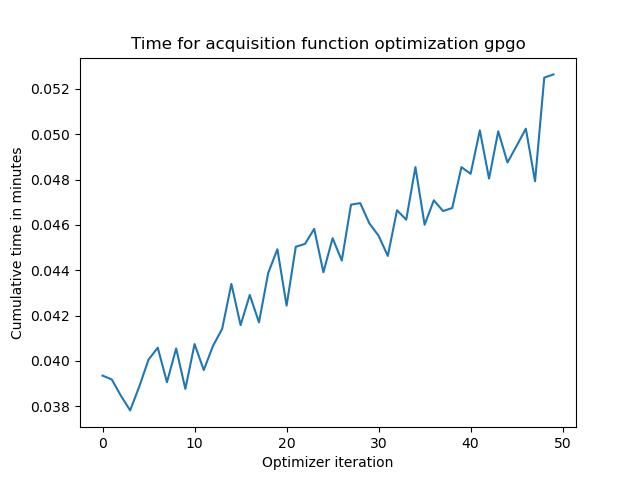 Time for acquisition function optimization gpgo
0.052
0.050
0.048
0.046
0.044
0.042
0.040
0.038
Cumulative time in minutes
0 10 20 30 40 50
Optimizer iteration